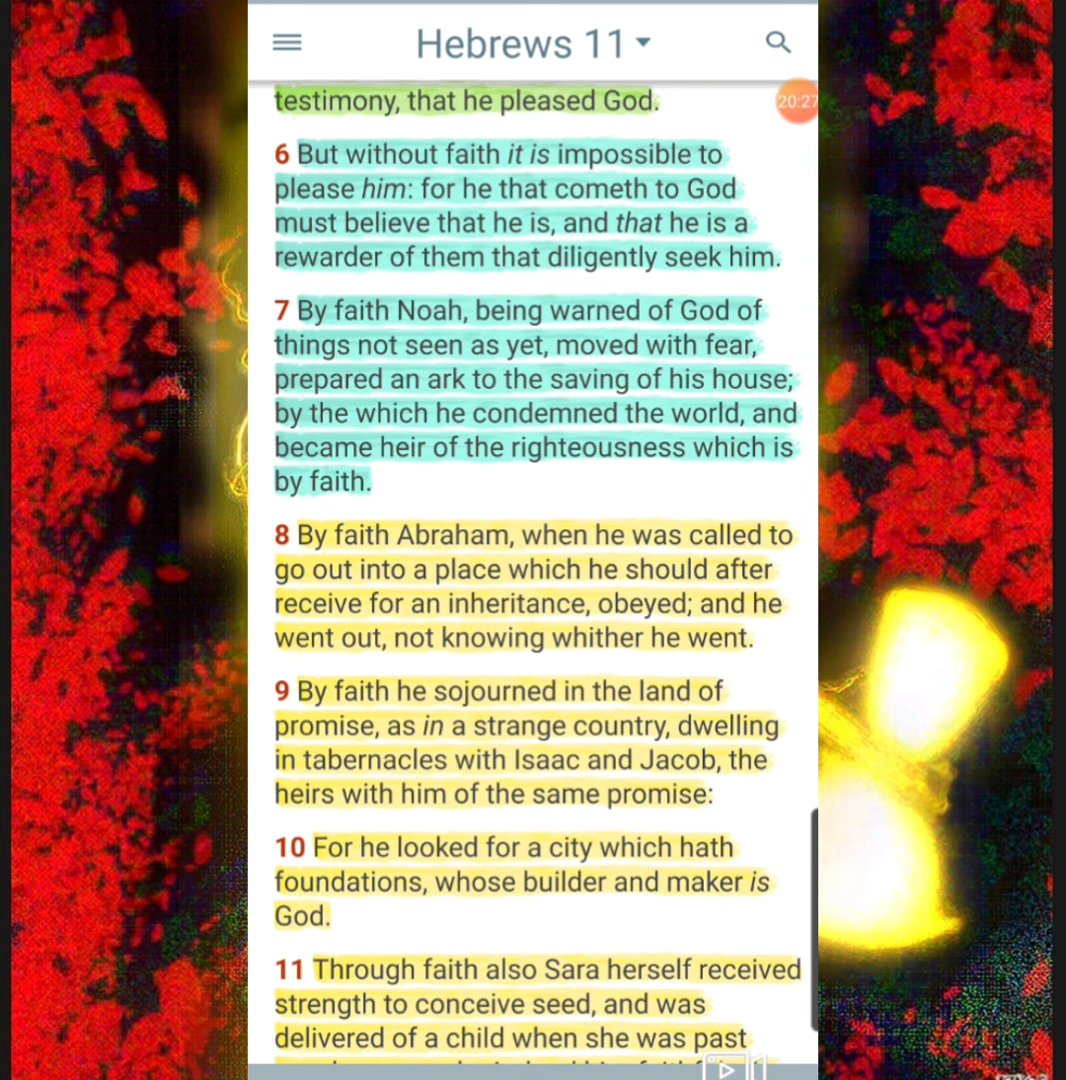 Hebrews 11
testimony, that he pleased God.
20:27
6 But without faith it is impossible to
please him: for he that cometh to God
must believe that he is, and that he is a
rewarder of them that diligently seek him.
7 By faith Noah, being warned of God of
things not seen as yet, moved with fear,
prepared an ark to the saving of his house;
by the which he condemned the world, and
became heir of the righteousness which is
by faith.
8 By faith Abraham, when he was called to
go out into a place which he should after
receive for an inheritance, obeyed; and he
went out, not knowing whither he went.
9 By faith he sojourned in the land of
promise, as in a strange country, dwelling
in tabernacles with Isaac and Jacob, the
heirs with him of the same promise:
10 For he looked for a city which hath
foundations, whose builder and maker is
God.
11 Through faith also Sara herself received
strength to conceive seed, and was
delivered of a child when she was past